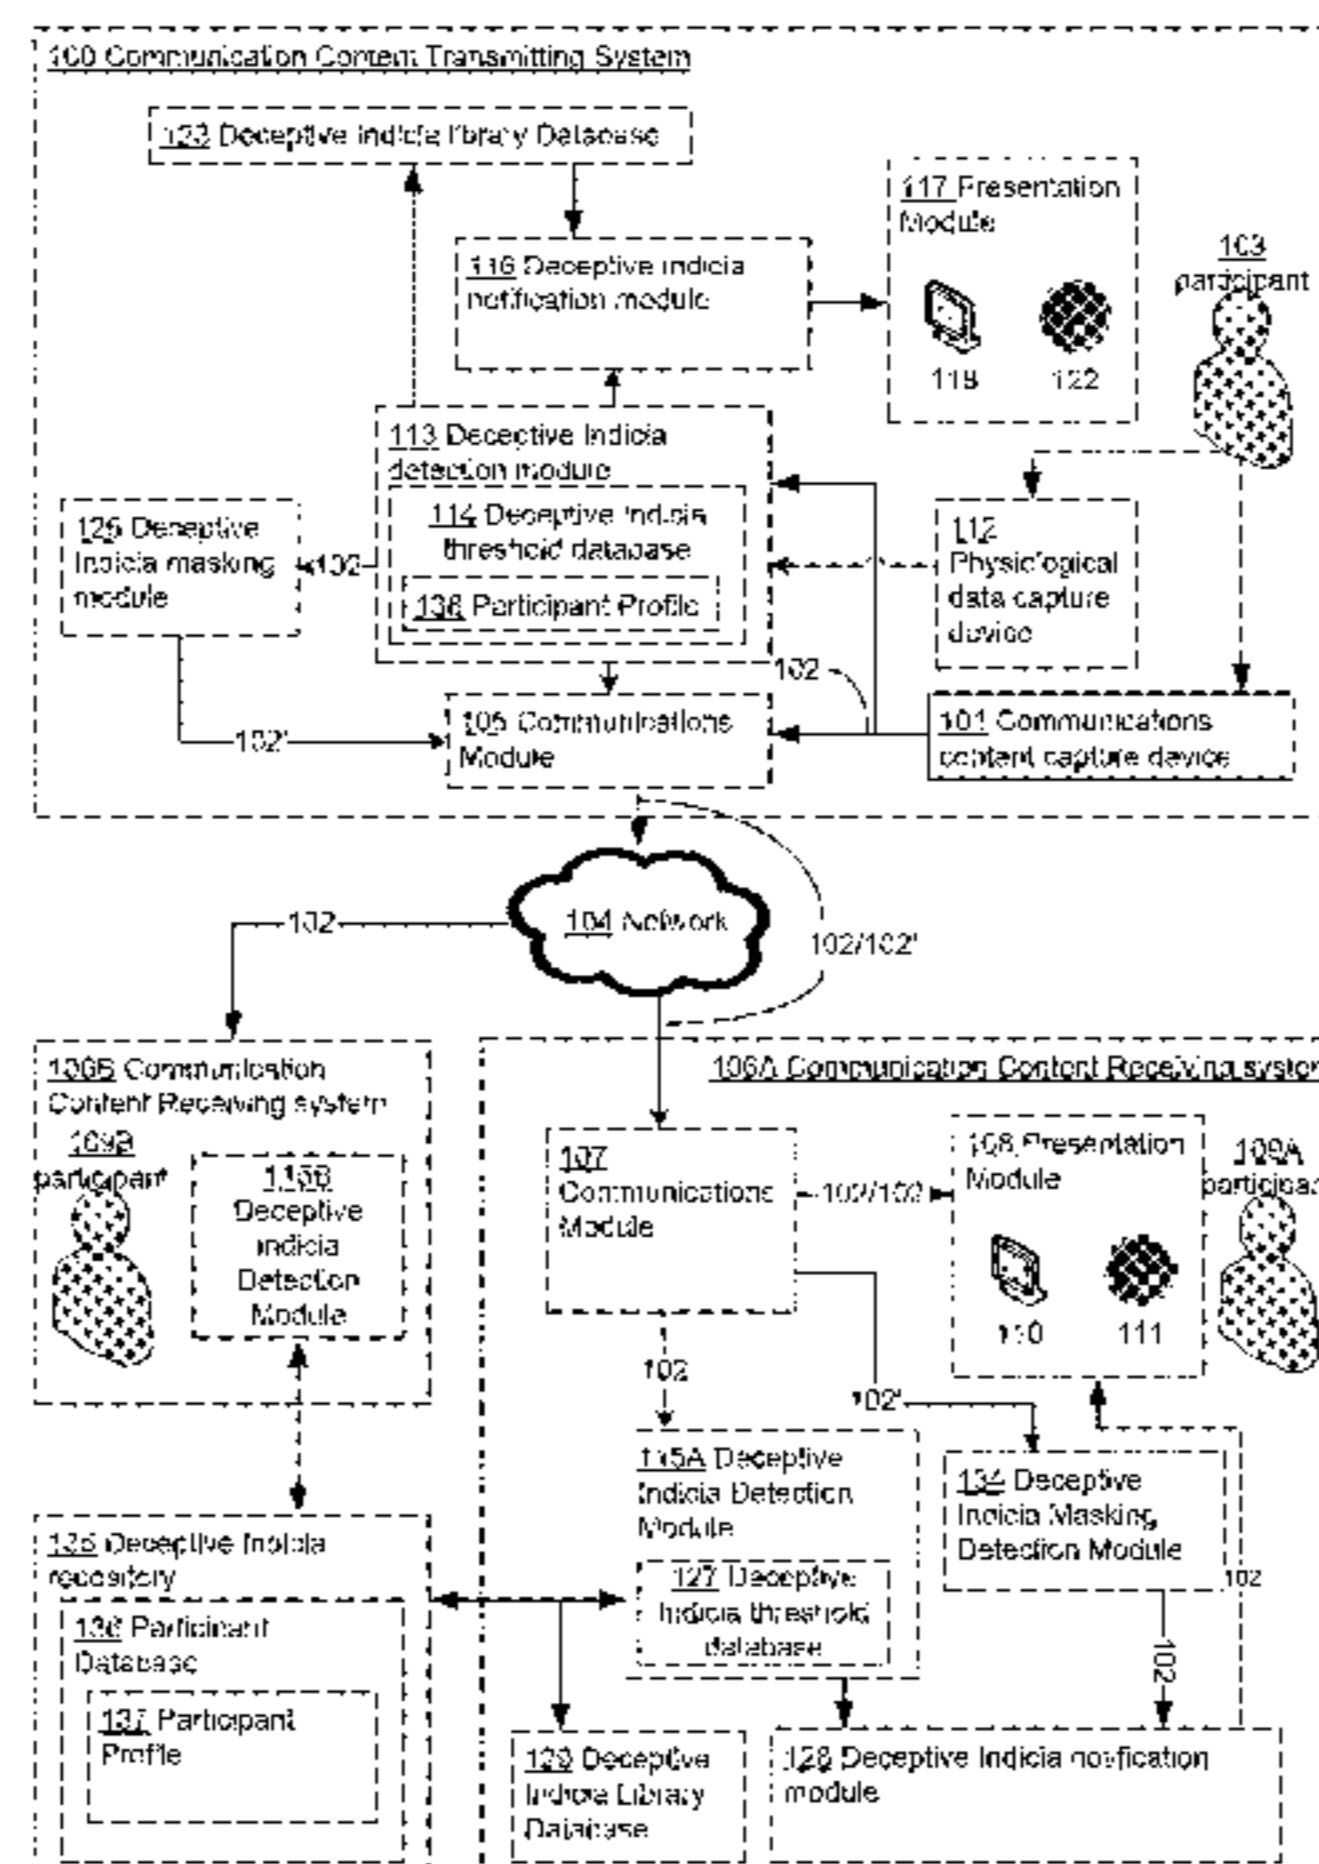 100 Communication Content Transmitting System
123 Deceptive Indicia library Database
117 Presentation
Module
103
participant
116 Deceptive indicia
notification module
119
122
113 Deceptive Indicia
detection module
114 Deceptive Indicia
threshold database
138 Participant Profile
125 Deceptive
Indicia masking
module
102
112
Physiological
data capture
device
102
105 Communications
Module
101 Communications
content capture device
102'
104 Network
102
102/102'
106B Communication
Content Receiving system
109B
participant
115B
Deceptive
indicia
Detection
Module
106A Communication Content Receiving system
107
Communications
Module
102/102
108 Presentation
Module
109A
110
111
102
102'
115A Deceptive
Indicia Detection
Module
134 Deceptive
Indicia Masking
Detection Module
102
135 Deceptive Indicia
repository
136 Participant
Database
137 Participant
Profile
127 Deceptive
Indicia threshold
database
102
129 Deceptive
Indicia Library
Database
128 Deceptive Indicia notification
module